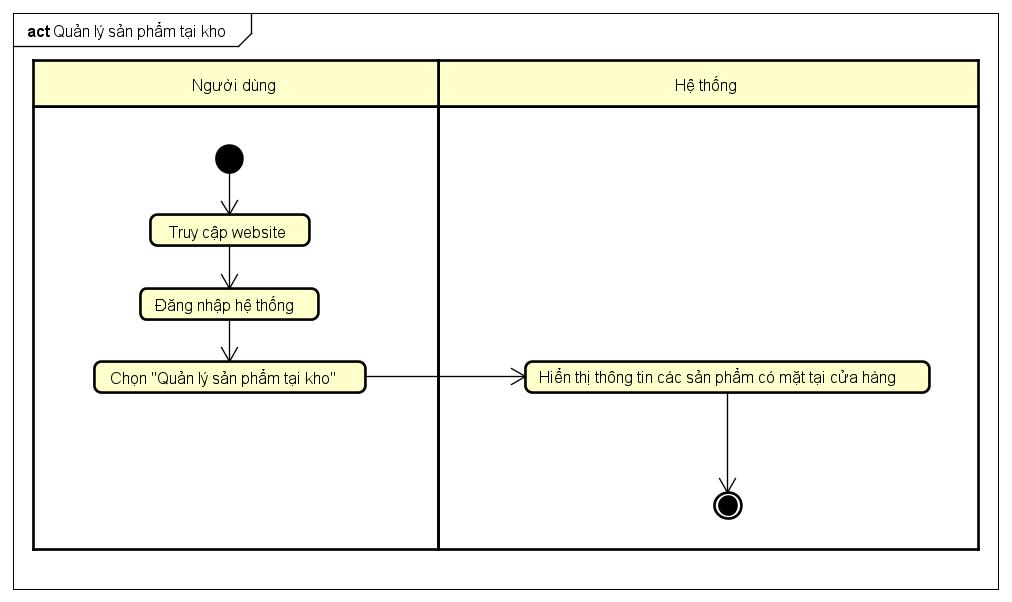 act Quản lý sản phẩm tại kho
Người dùng
Hệ thống
Truy cập website
Đăng nhập hệ thống
Chọn "Quản lý sản phẩm tại kho"
Hiển thị thông tin các sản phẩm có mặt tại cửa hàng